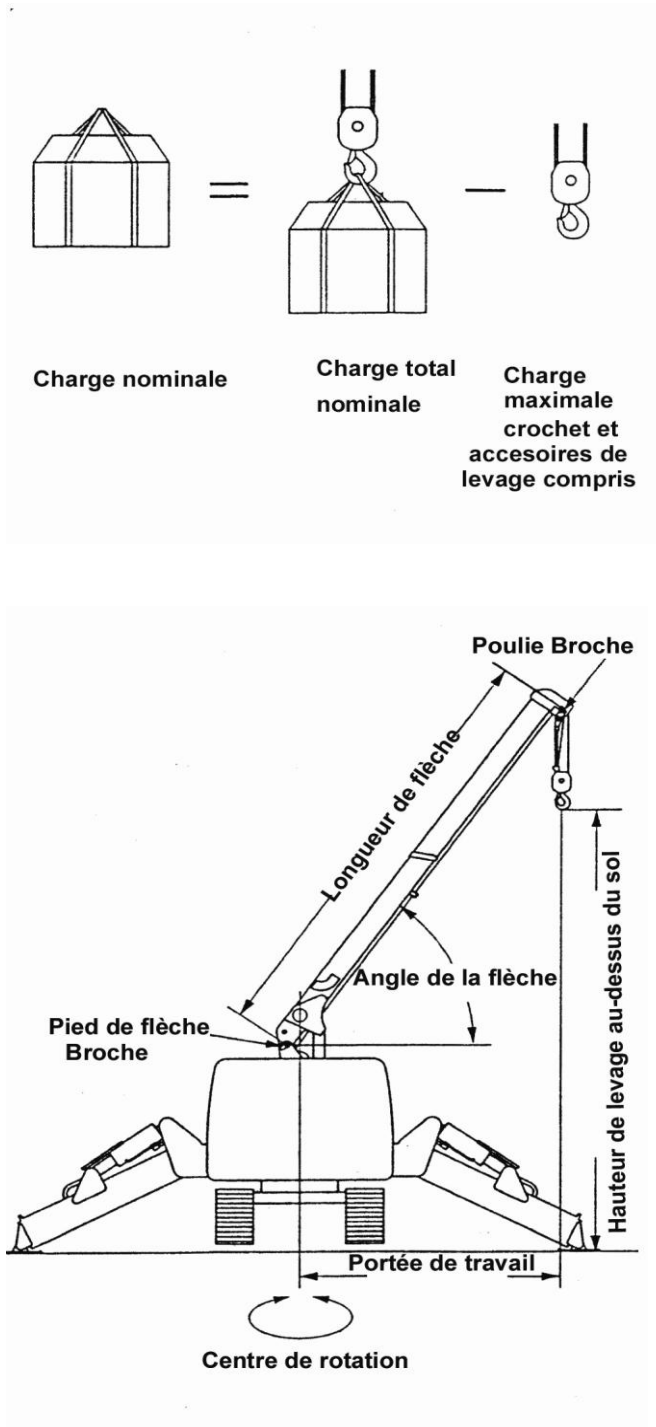 Charge nominale
Charge total
nominale
Charge
maximale
crochet et
accesoires de
levage compris
Poulie Broche
Longueur de flèche
Angle de la flèche
Pied de flèche
Broche
Hauteur de levage au-dessus du sol
Portée de travail
Centre de rotation